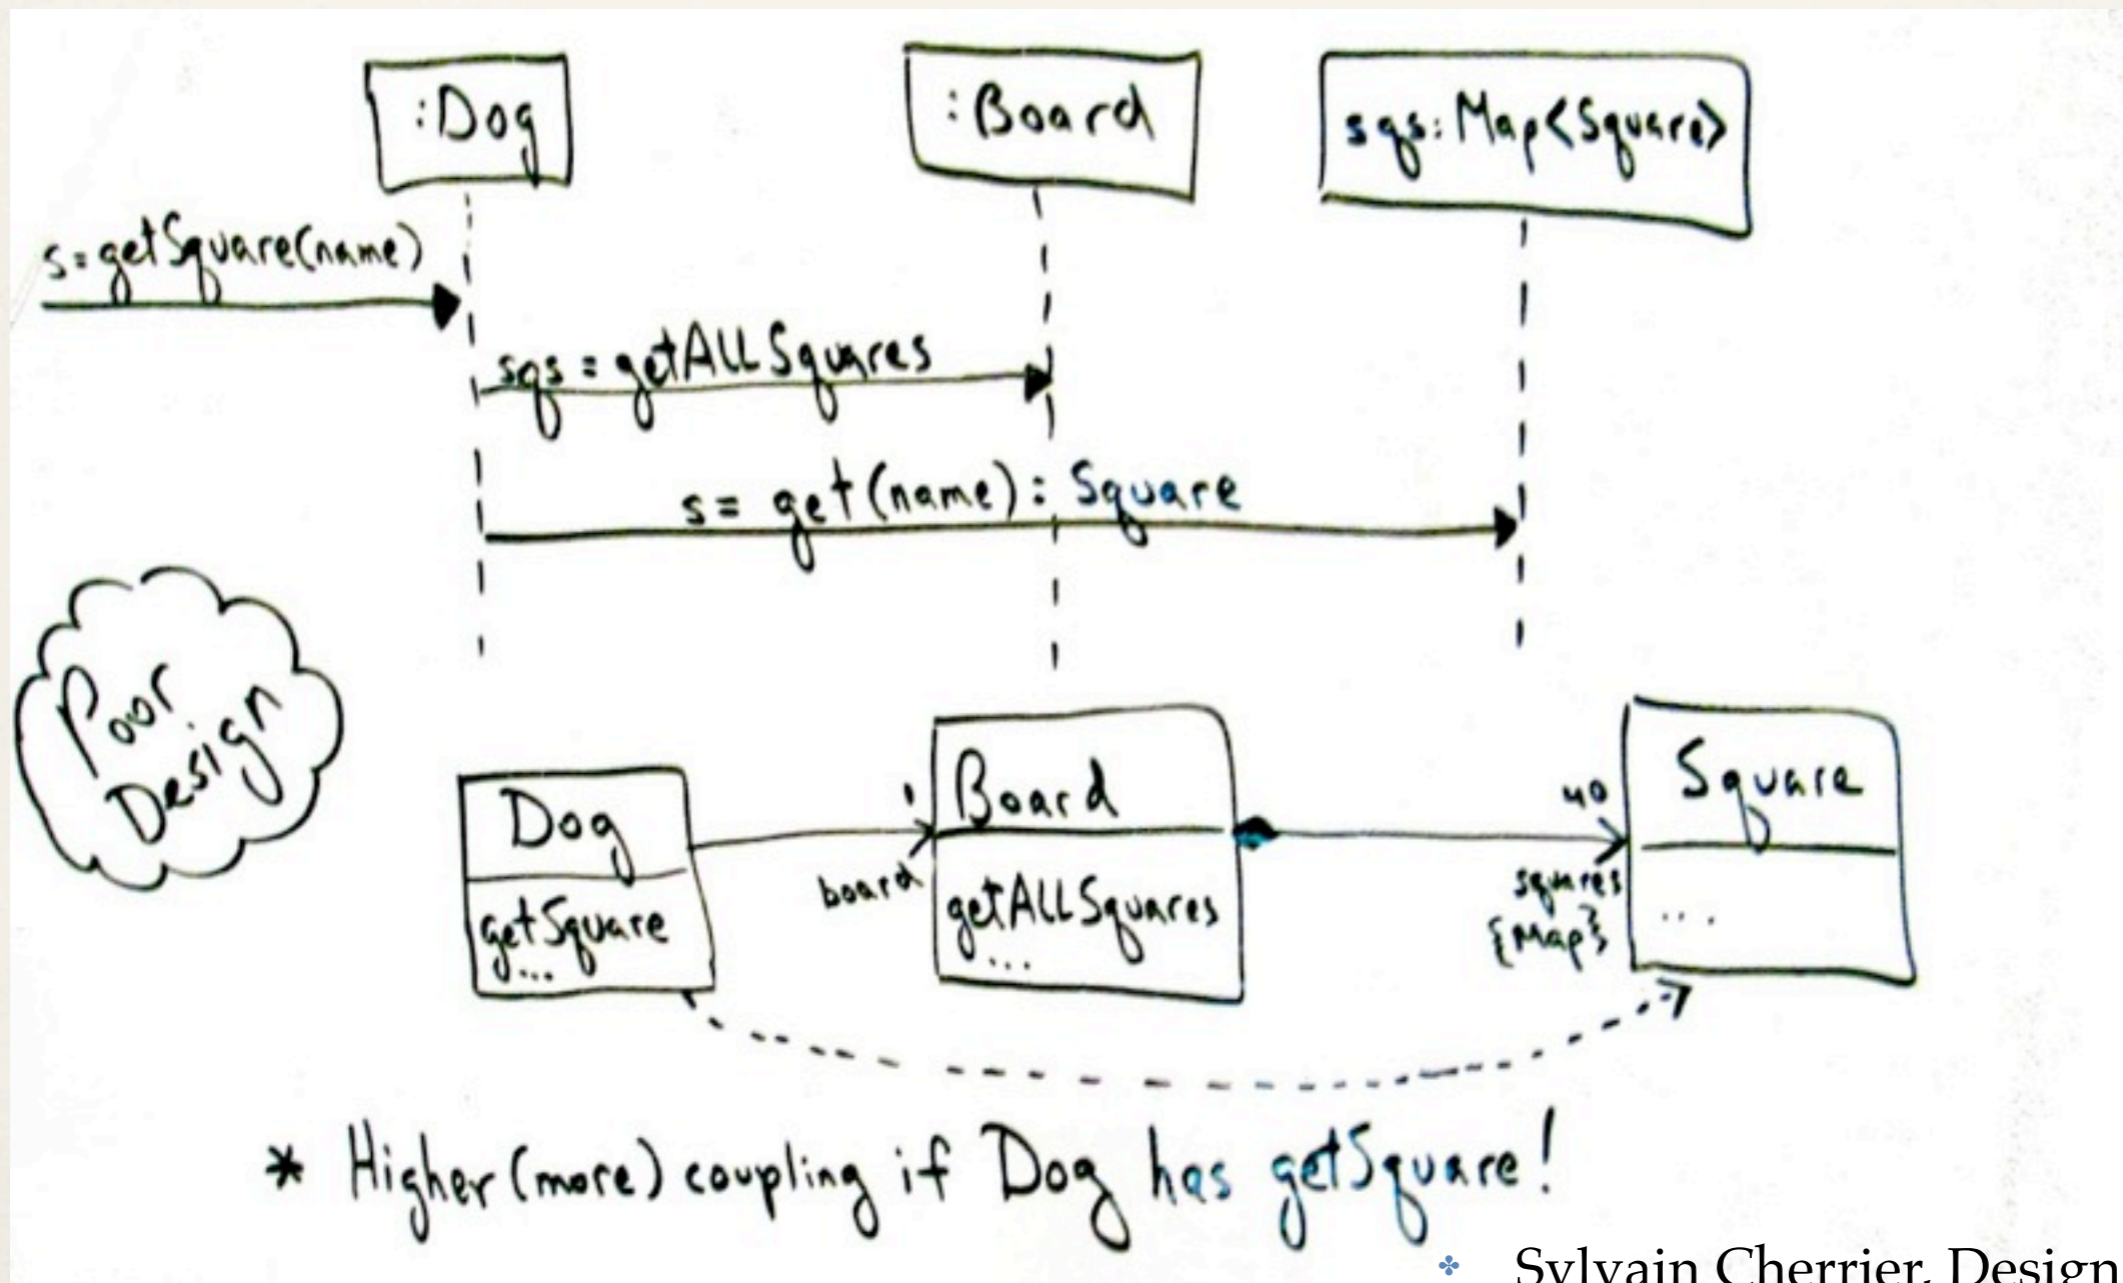 :Dog
:Board
sqs: Map<Square>
s=getSquare(name)
sqs = getALLSquares
s= get(name): Square
Poor
Design
Dog
getSquare
...
1
board
Board
getALLSquares
...
40
squares
{Map}
Square
...
* Higher (more) coupling if Dog has getSquare!
Sylvain Cherrier, Design